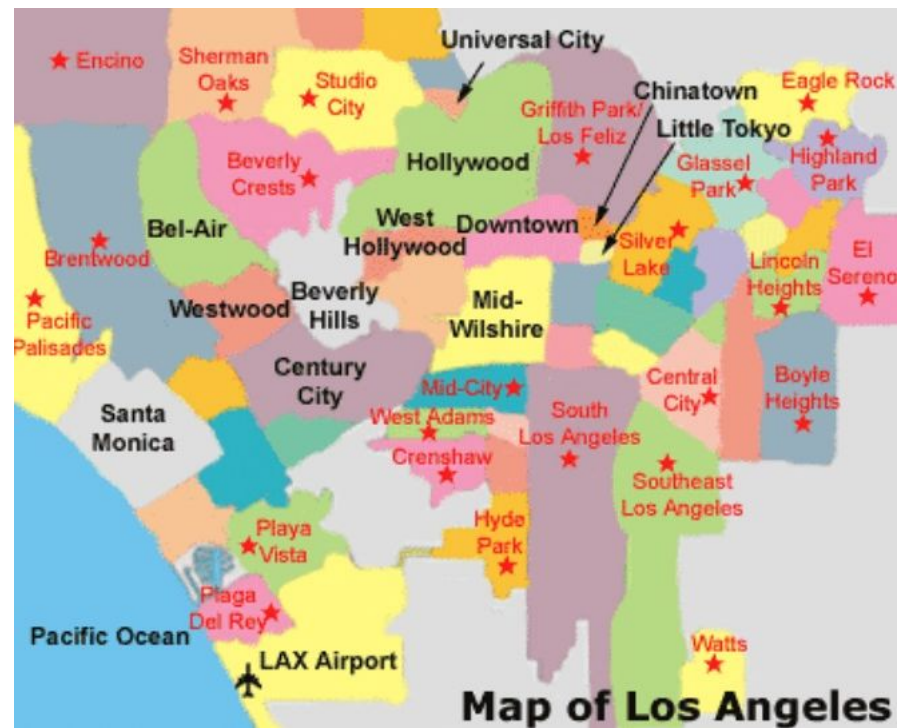 Universal City
Encino
Sherman
Oaks
Studio
City
Eagle Rock
Chinatown
Griffith Park/
Los Feliz
Little Tokyo
Beverly
Crests
Hollywood
Glassel
Park
Highland
Park
Bel-Air
West
Hollywood
Downtown
Silver
Lake
Brentwood
Lincoln
Heights
El
Sereno
Westwood
Beverly
Hills
Mid-
Wilshire
Pacific
Palisades
Century
City
Mid-City
Central
City
Boyle
Heights
Santa
Monica
West Adams
South
Los Angeles
Crenshaw
Southeast
Los Angeles
Playa
Vista
Hyde
Park
Plaga
Del Rey
Pacific Ocean
LAX Airport
Watts
Map of Los Angeles